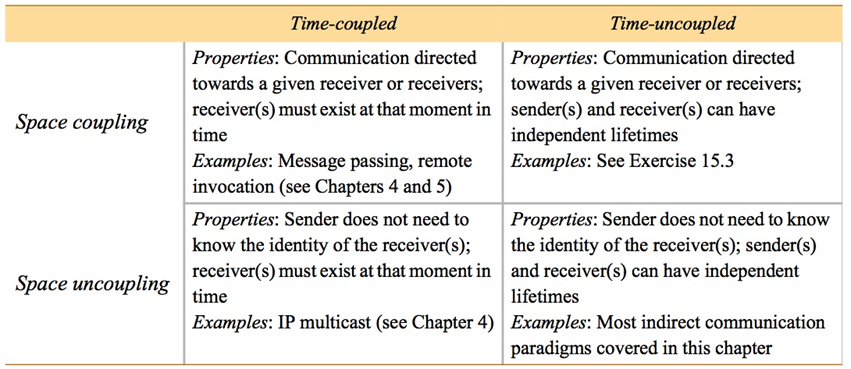 Time-coupled
Time-uncoupled
Space coupling
Properties: Communication directed
towards a given receiver or receivers;
receiver(s) must exist at that moment in
time
Examples: Message passing, remote
invocation (see Chapters 4 and 5)
Properties: Communication directed
towards a given receiver or receivers;
sender(s) and receiver(s) can have
independent lifetimes
Examples: See Exercise 15.3
Space uncoupling
Properties: Sender does not need to
know the identity of the receiver(s);
receiver(s) must exist at that moment in
time
Examples: IP multicast (see Chapter 4)
Properties: Sender does not need to know
the identity of the receiver(s); sender(s)
and receiver(s) can have independent
lifetimes
Examples: Most indirect communication
paradigms covered in this chapter